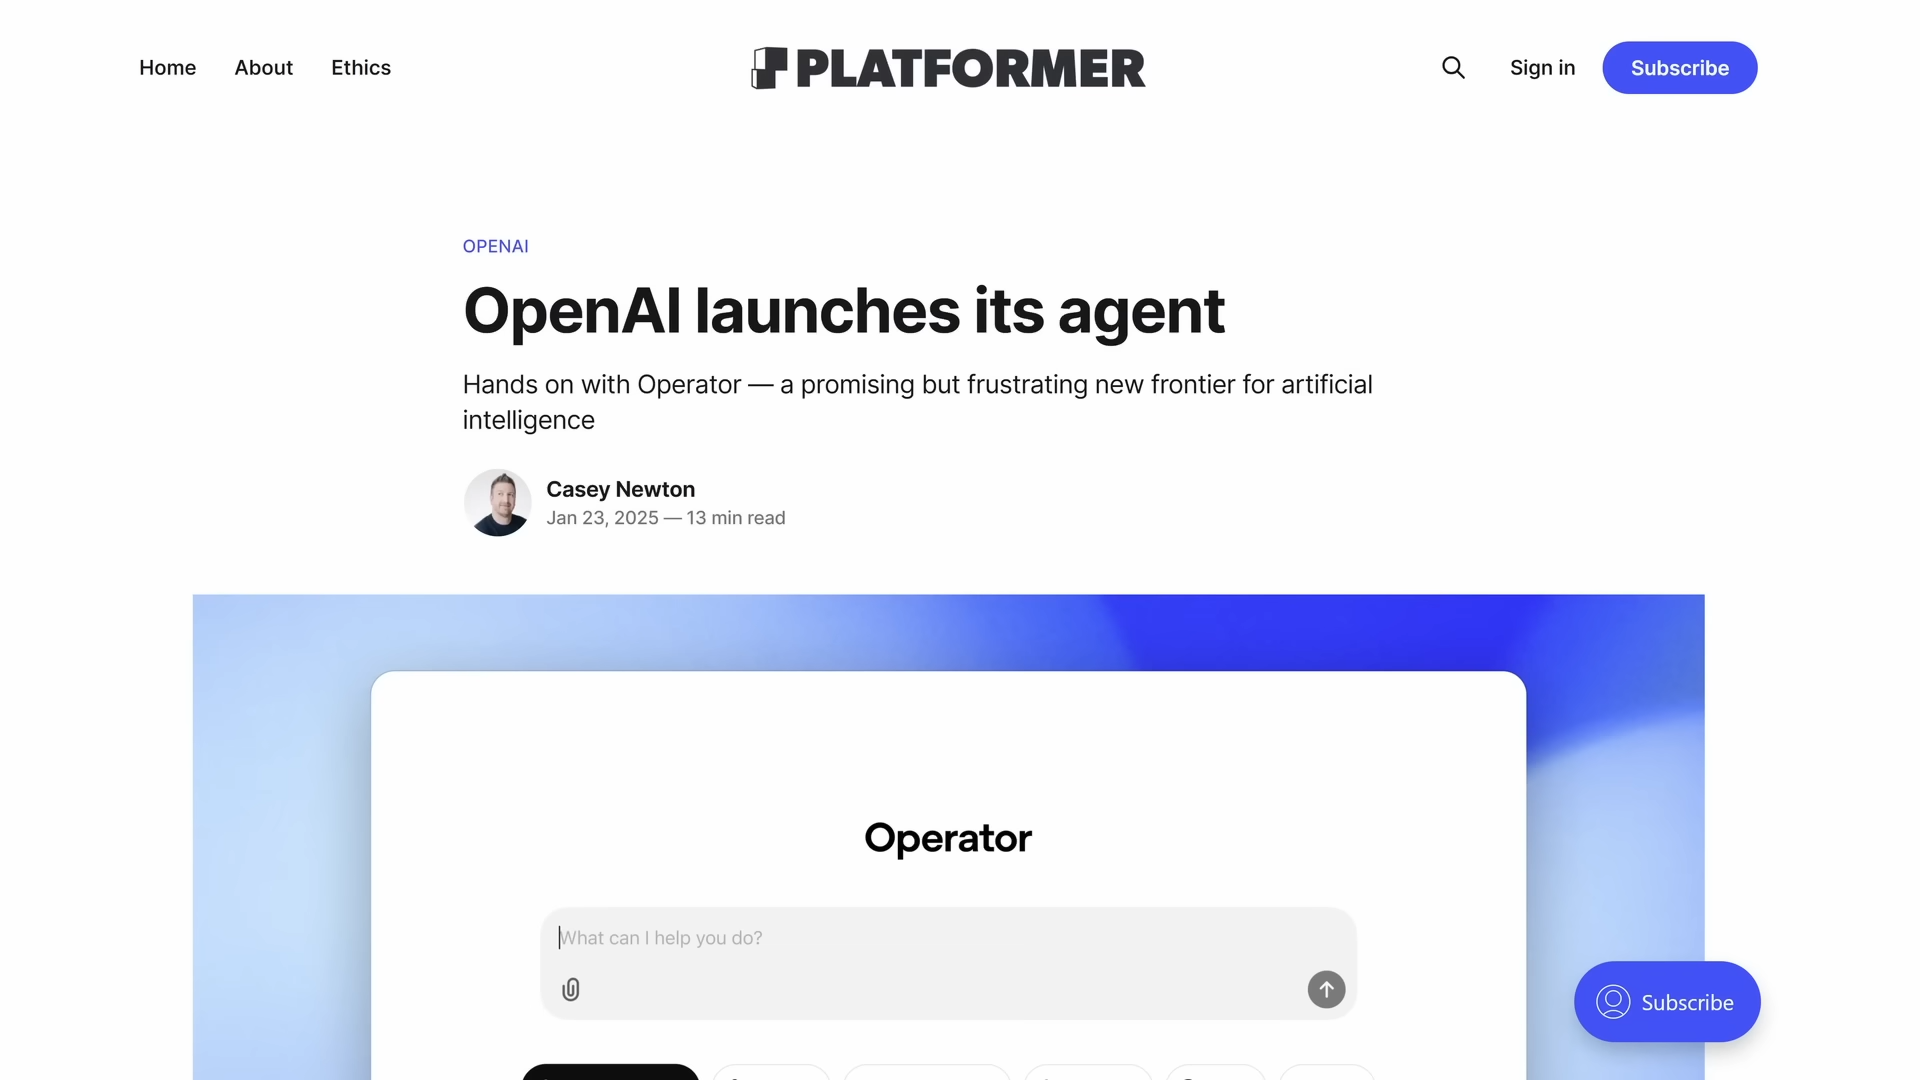 Home About Ethics PLATFORMER Sign in Subscribe
OPENAI
OpenAI launches its agent
Hands on with Operator — a promising but frustrating new frontier for artificial
intelligence
Casey Newton
Jan 23, 2025 — 13 min read
Operator
What can I help you do?
Subscribe